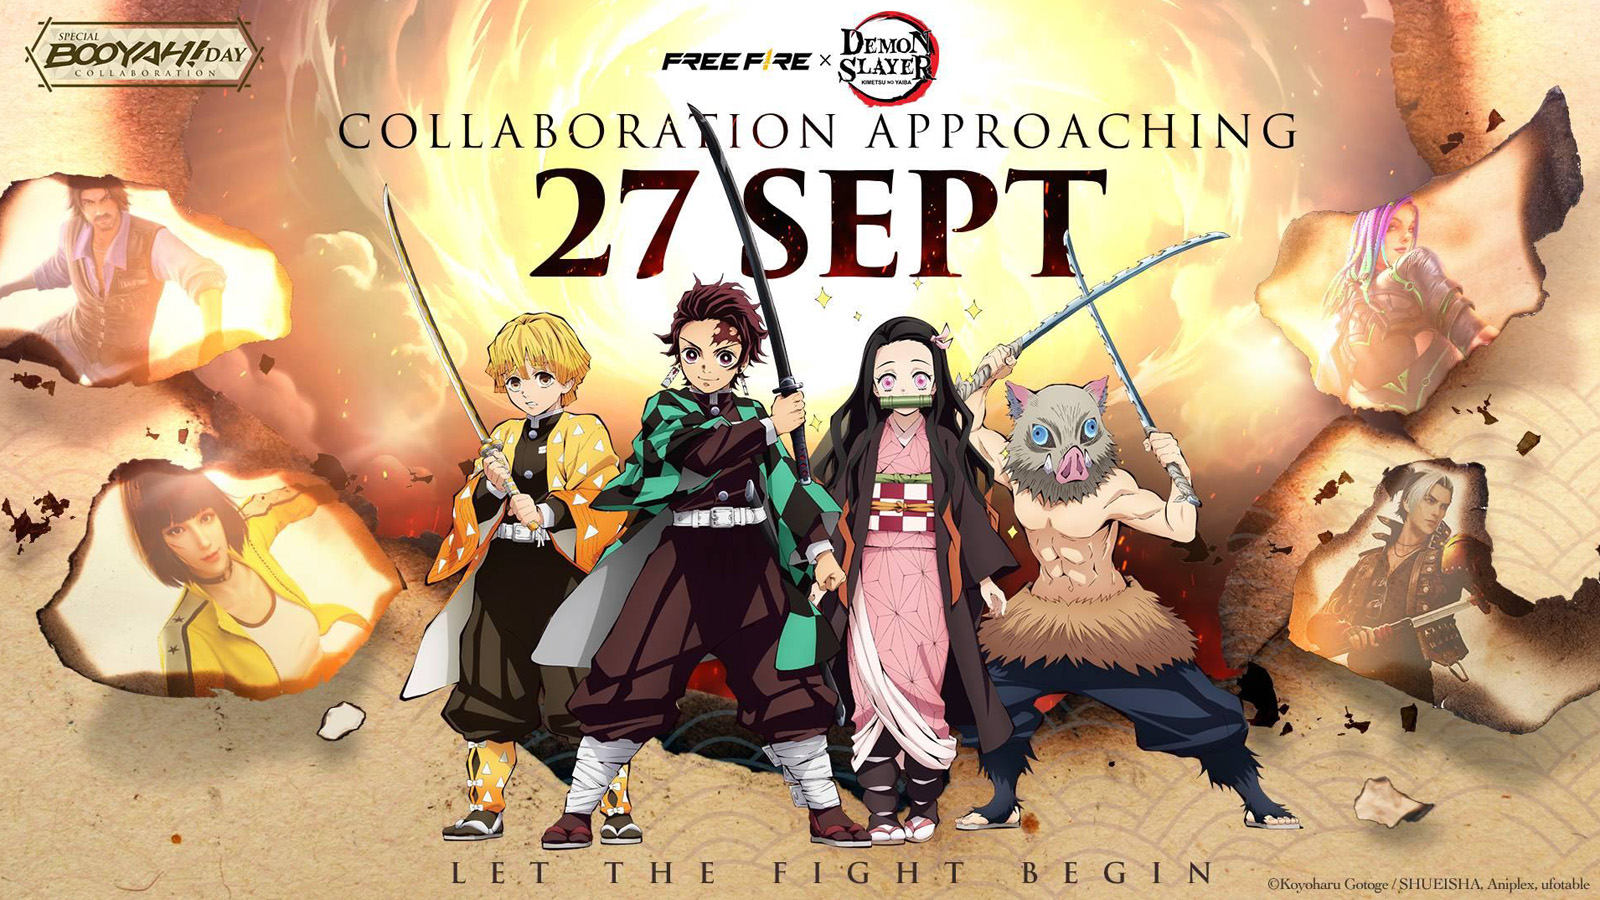 SPECIAL
BOOYAH! DAY
COLLABORATION
FREE FIRE × DEMON SLAYER
KIMETSU NO YAIBA
COLLABORATION APPROACHING
27 SEPT
LET THE FIGHT BEGIN
©Koyoharu Gotoge / SHUEISHA, Aniplex, ufotable